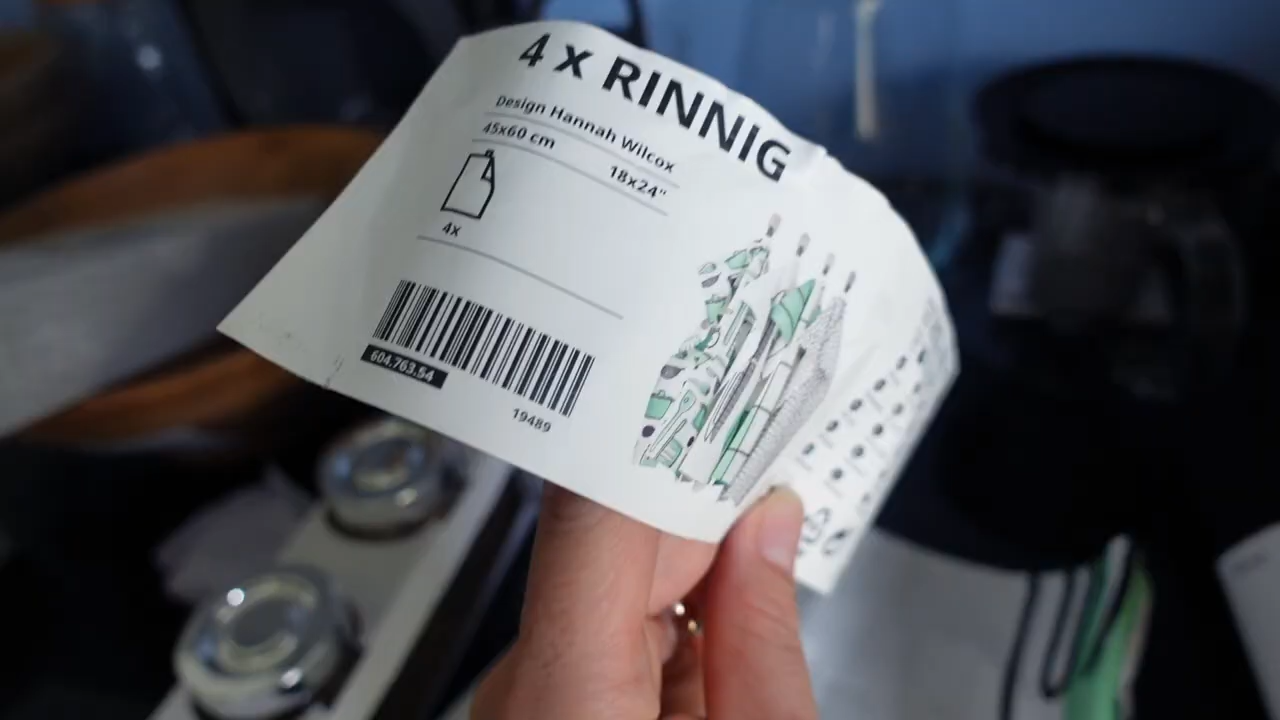 4 x RINNIG
Design Hannah Wilcox
45x60 cm 18x24"
4x
604.763.54
19489